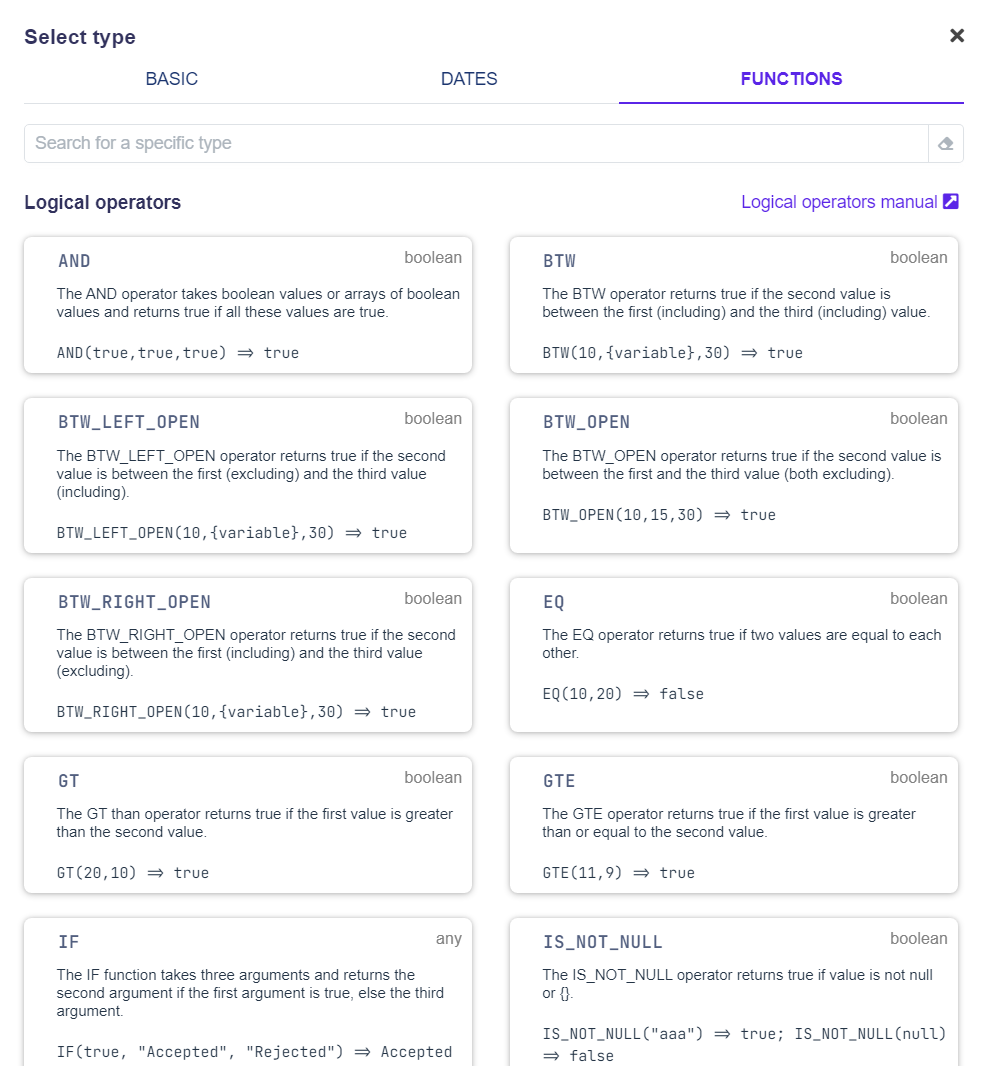 Select type
BASIC
DATES
FUNCTIONS
Search for a specific type
Logical operators
Logical operators manual
AND
boolean
The AND operator takes boolean values or arrays of boolean
values and returns true if all these values are true.
AND(true,true,true) ⇒ true
BTW
boolean
The BTW operator returns true if the second value is
between the first (including) and the third (including) value.
BTW(10,{variable},30) ⇒ true
BTW_LEFT_OPEN
boolean
The BTW_LEFT_OPEN operator returns true if the second
value is between the first (excluding) and the third value
(including).
BTW_LEFT_OPEN(10,{variable},30) ⇒ true
BTW_OPEN
boolean
The BTW_OPEN operator returns true if the second value is
between the first and the third value (both excluding).
BTW_OPEN(10,15,30) ⇒ true
BTW_RIGHT_OPEN
boolean
The BTW_RIGHT_OPEN operator returns true if the second
value is between the first (including) and the third value
(excluding).
BTW_RIGHT_OPEN(10,{variable},30) ⇒ true
EQ
boolean
The EQ operator returns true if two values are equal to each
other.
EQ(10,20) ⇒ false
GT
boolean
The GT than operator returns true if the first value is greater
than the second value.
GT(20,10) ⇒ true
GTE
boolean
The GTE operator returns true if the first value is greater
than or equal to the second value.
GTE(11,9) ⇒ true
IF
any
The IF function takes three arguments and returns the
second argument if the first argument is true, else the third
argument.
IF(true, "Accepted", "Rejected") ⇒ Accepted
IS_NOT_NULL
boolean
The IS_NOT_NULL operator returns true if value is not null
or {}.
IS_NOT_NULL("aaa") ⇒ true; IS_NOT_NULL(null)
⇒ false